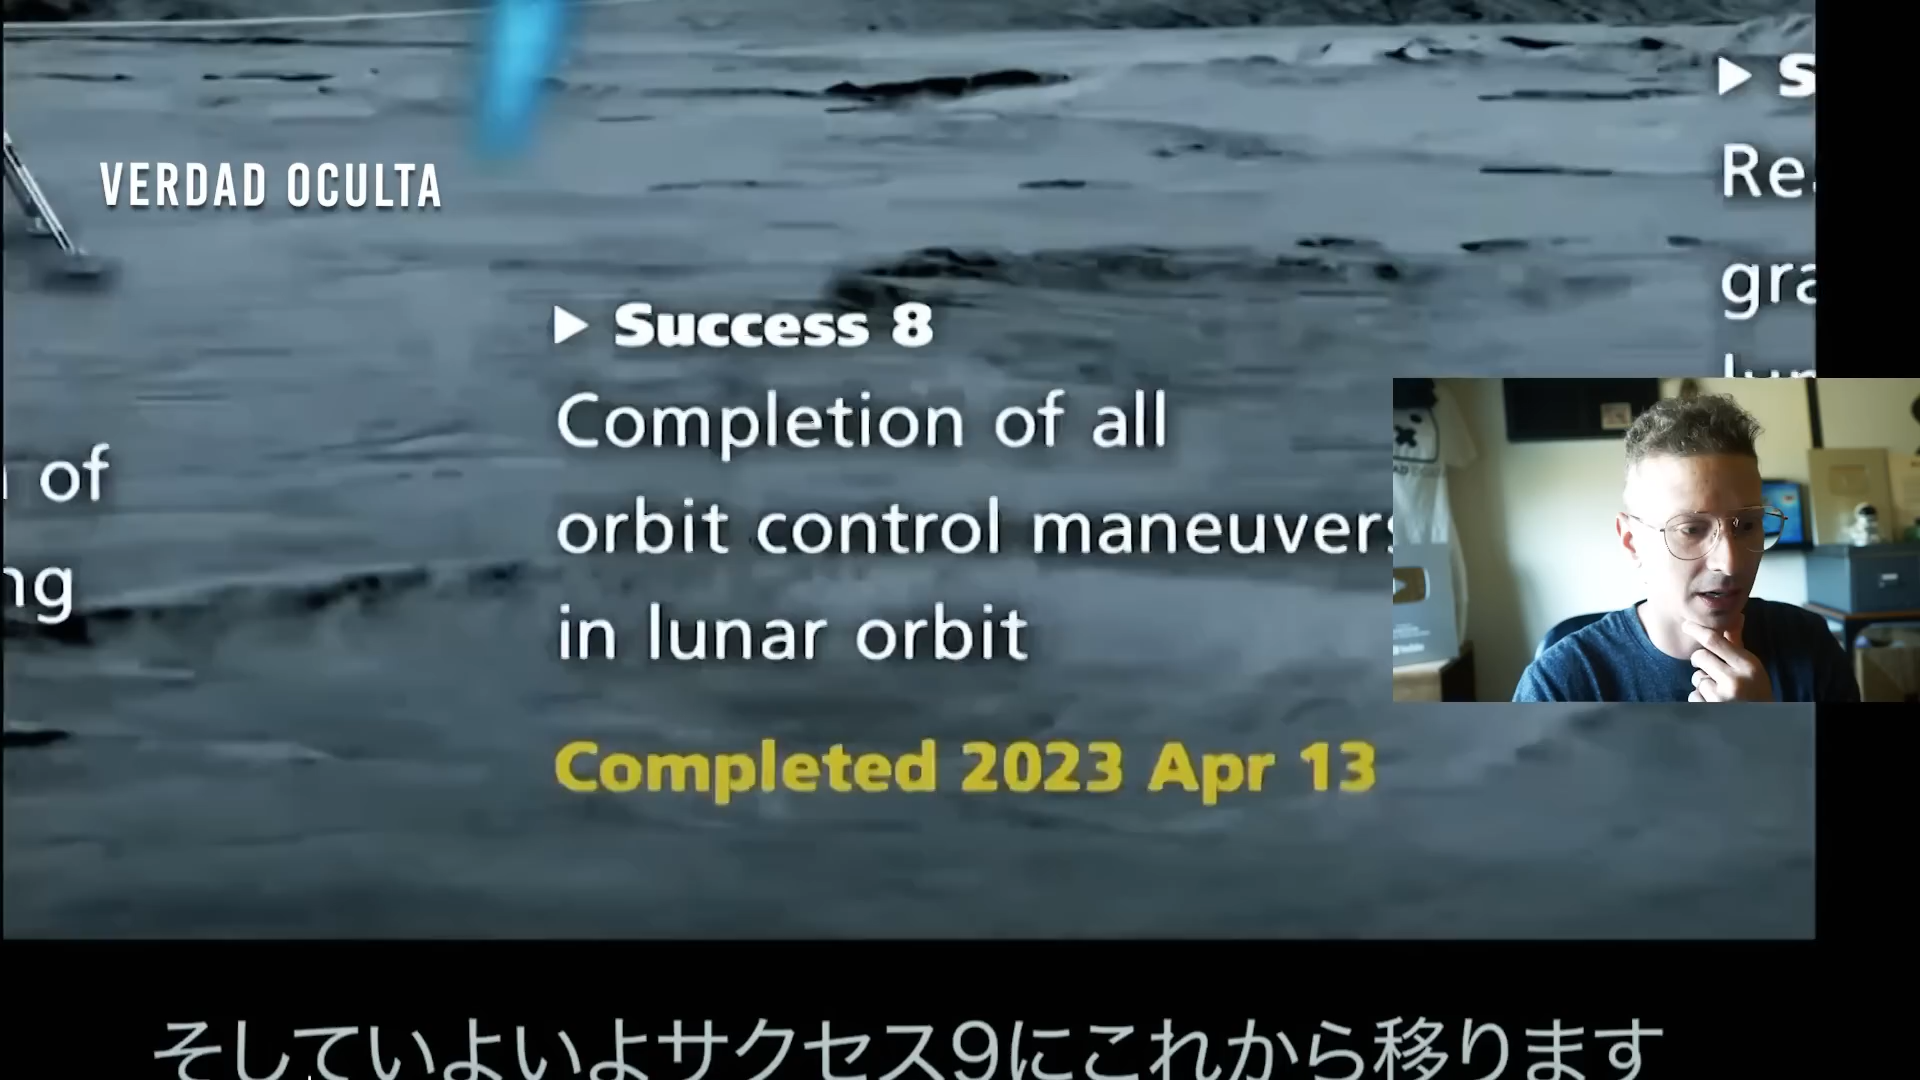 VERDAD OCULTA
of
ng
▶ Success 8
Completion of all
orbit control maneuvers
in lunar orbit
Completed 2023 Apr 13
▶ S
Re
gra
lun
そしていよいよサクセス9にこれから移ります